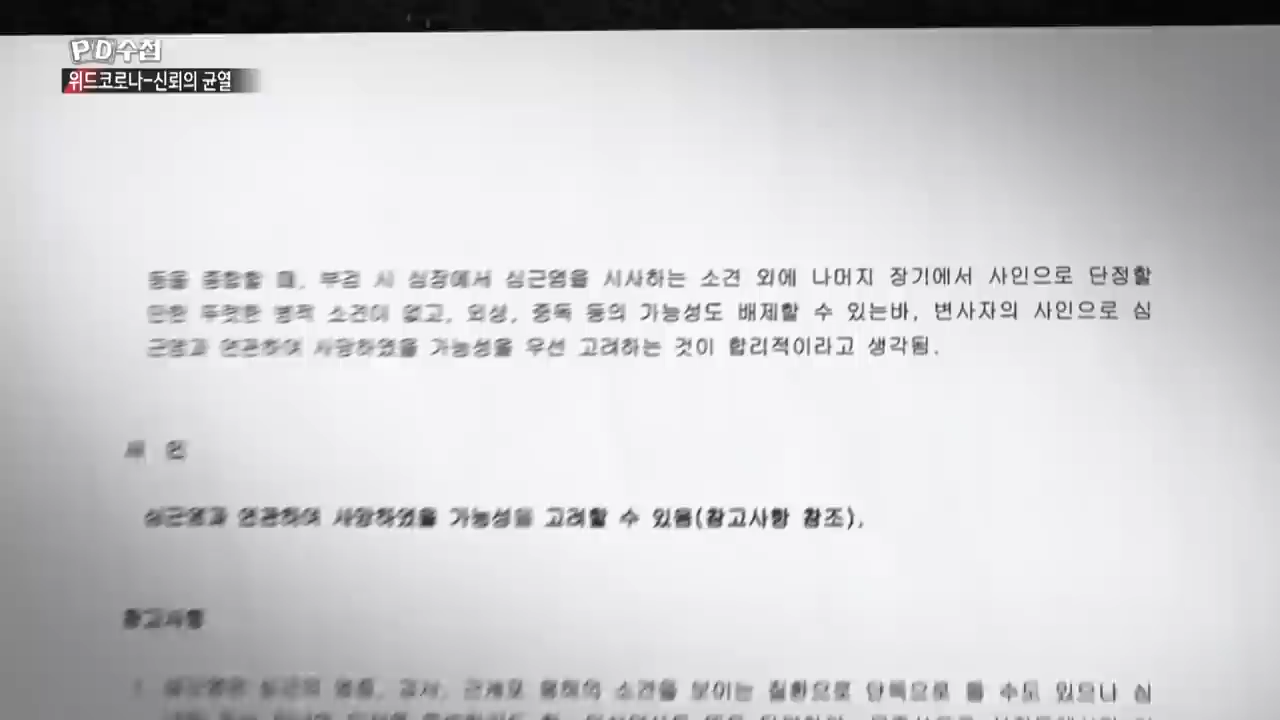 PD수첩
위드코로나-신뢰의 균열
등을 종합할 때, 부검 시 심장에서 심근염을 시사하는 소견 외에 나머지 장기에서 사인으로 단정할
만한 뚜렷한 병적 소견이 없고, 외상, 중독 등의 가능성도 배제할 수 있는바, 변사자의 사인으로 심
근염과 연관하여 사망하였을 가능성을 우선 고려하는 것이 합리적이라고 생각됨.
사 인
심근염과 연관하여 사망하였을 가능성을 고려할 수 있음(참고사항 참조).
참고사항
심근염은 심근의 염증, 괴사, 근세포 용해의 소견을 보이는 질환으로 단독으로 올 수도 있으나 심